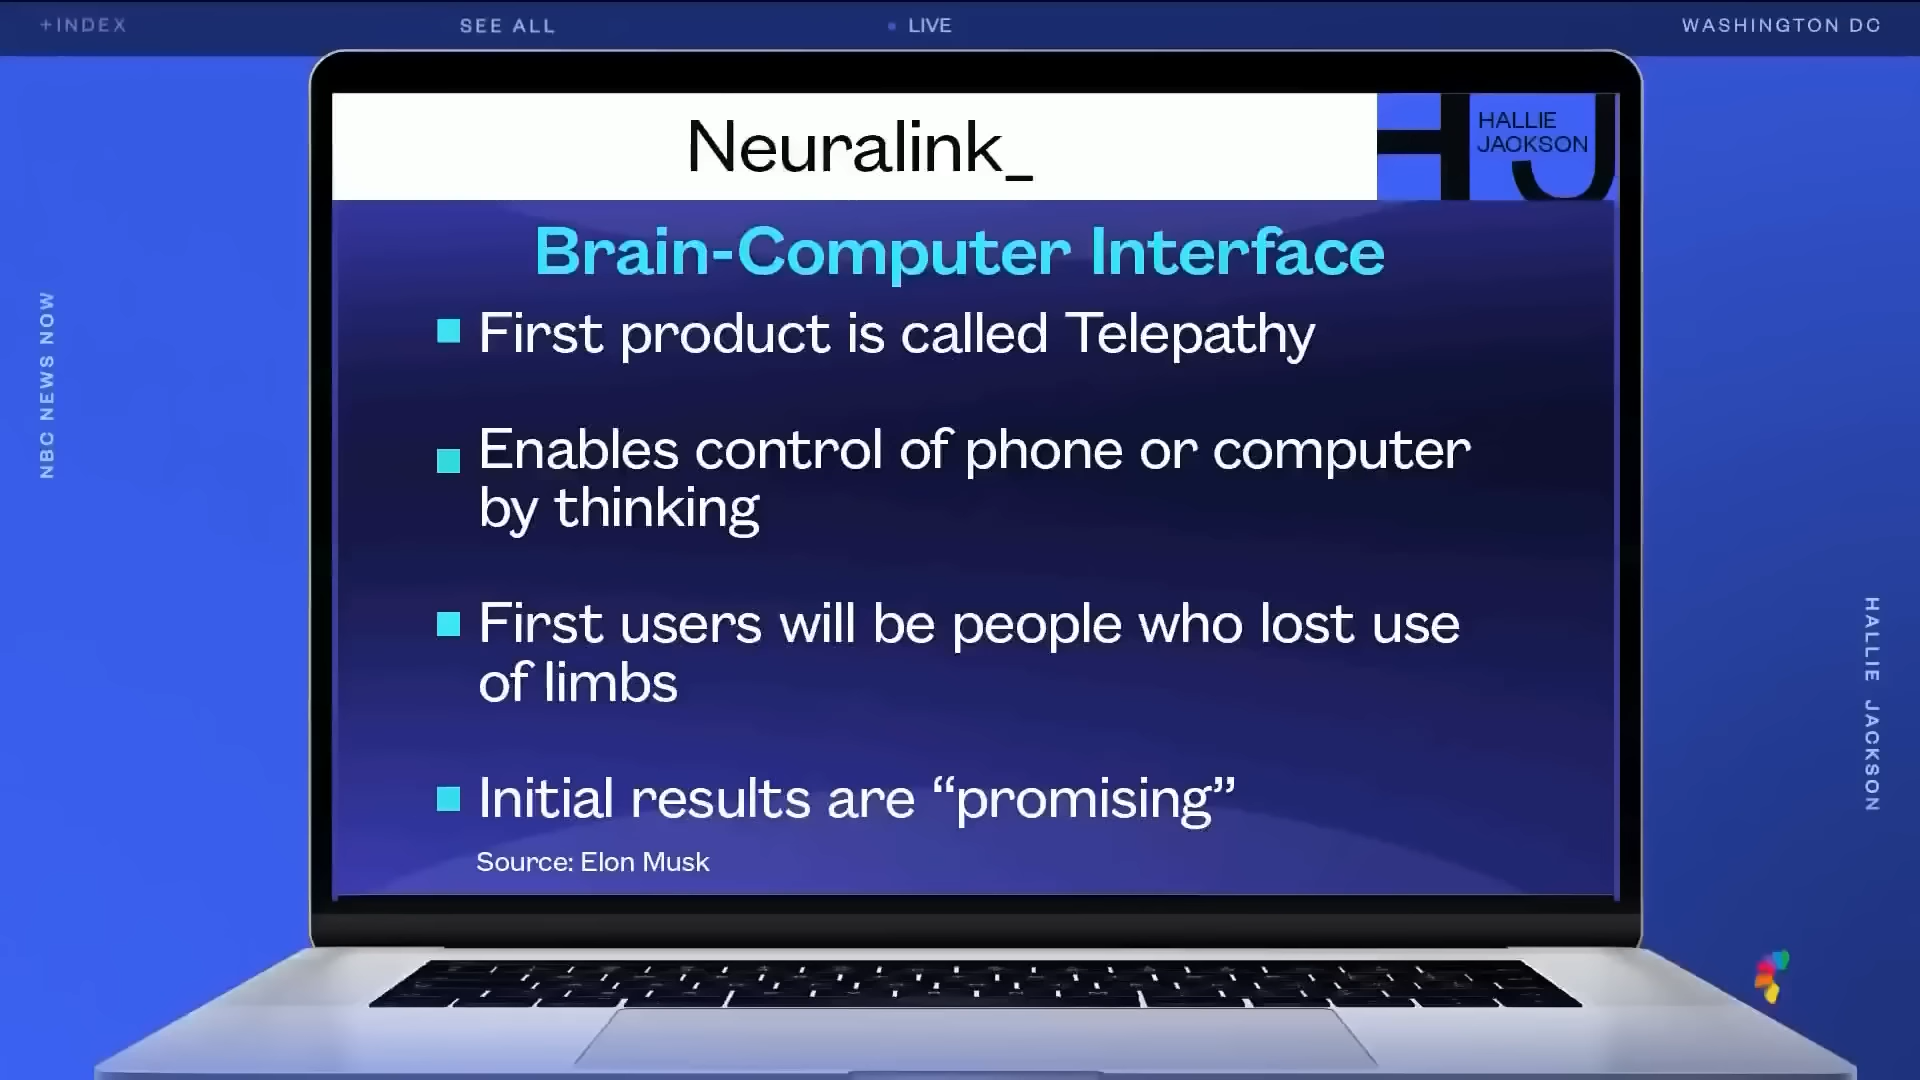 +INDEX
SEE ALL
LIVE
WASHINGTON DC
NBC NEWS NOW
Neuralink_
HJ
HALLIE
JACKSON
Brain-Computer Interface
First product is called Telepathy
Enables control of phone or computer
by thinking
First users will be people who lost use
of limbs
Initial results are “promising”
Source: Elon Musk
HALLIE JACKSON